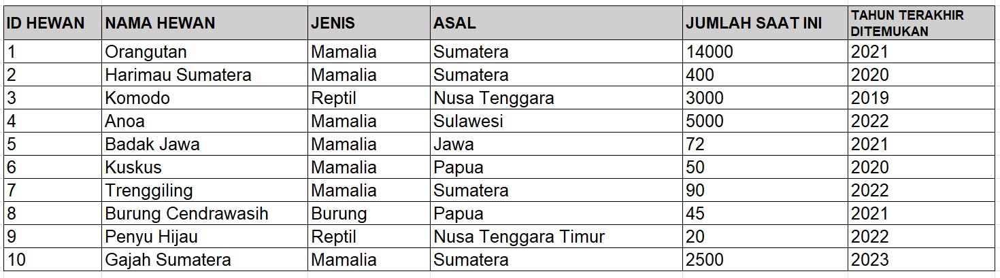 ID HEWAN NAMA HEWAN JENIS ASAL JUMLAH SAAT INI TAHUN TERAKHIR DITEMUKAN
1 Orangutan Mamalia Sumatera 14000 2021
2 Harimau Sumatera Mamalia Sumatera 400 2020
3 Komodo Reptil Nusa Tenggara 3000 2019
4 Anoa Mamalia Sulawesi 5000 2022
5 Badak Jawa Mamalia Jawa 72 2021
6 Kuskus Mamalia Papua 50 2020
7 Trenggiling Mamalia Sumatera 90 2022
8 Burung Cendrawasih Burung Papua 45 2021
9 Penyu Hijau Reptil Nusa Tenggara Timur 20 2022
10 Gajah Sumatera Mamalia Sumatera 2500 2023